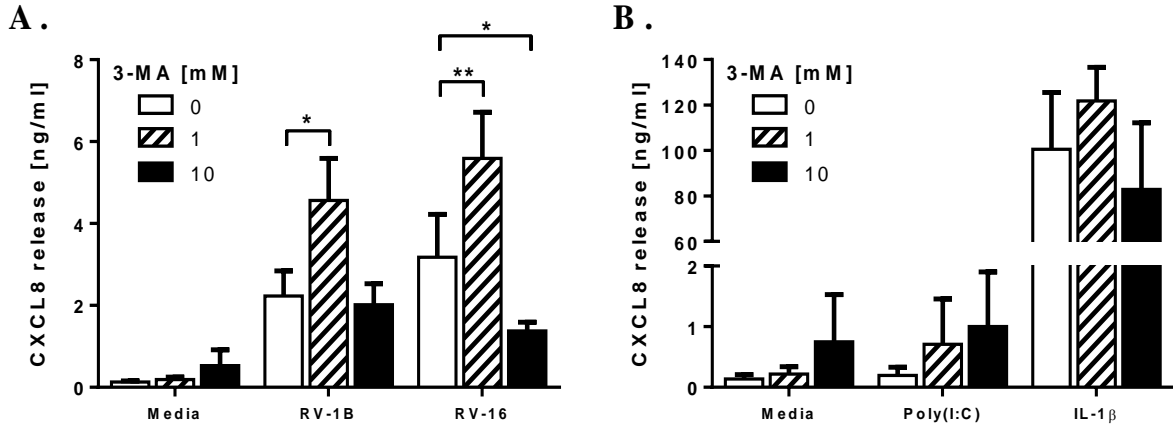 A.
CXCL8 release [ng/ml]
8
6
4
2
0
3-MA [mM]
0
1
10
*
*
**
Media
RV-1B
RV-16
B.
CXCL8 release [ng/ml]
140
120
100
80
60
2
1
0
3-MA [mM]
0
1
10
Media
Poly(I:C)
IL-1β